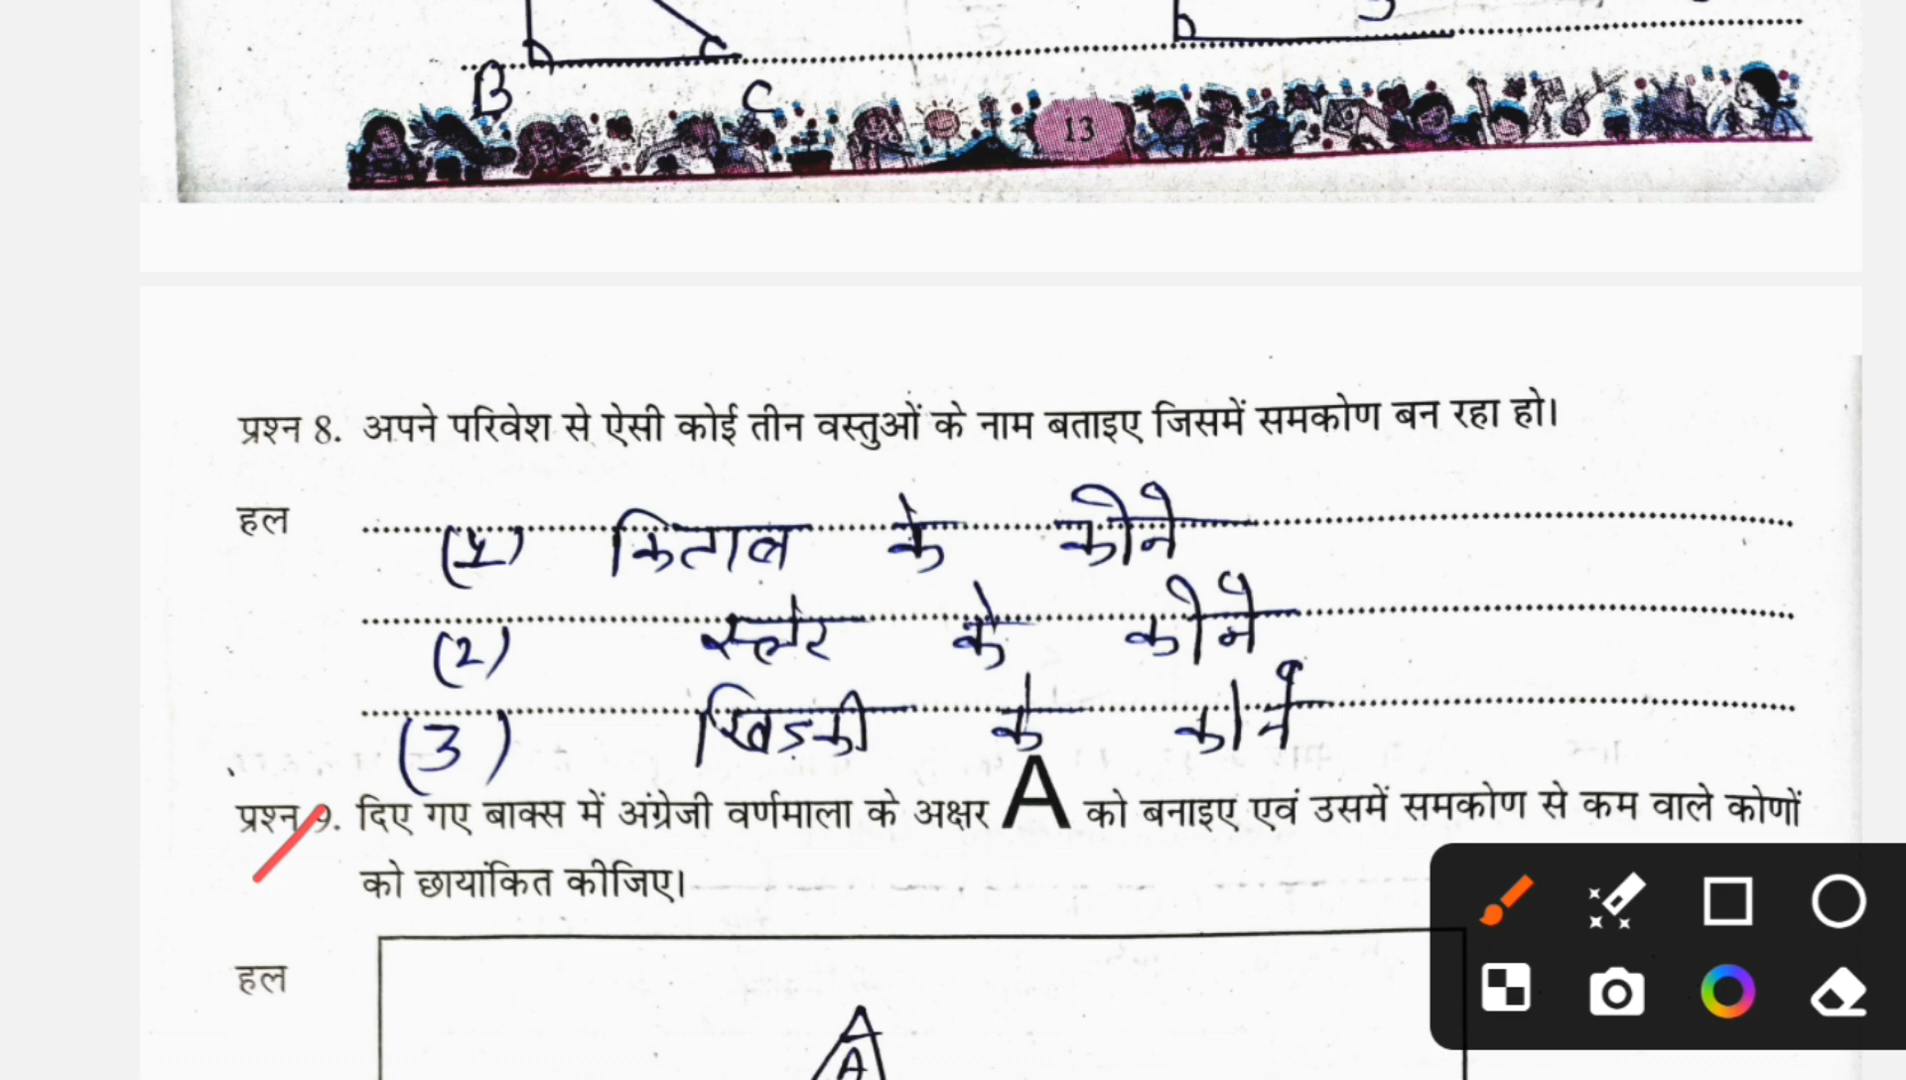 B C
13
प्रश्न 8. अपने परिवेश से ऐसी कोई तीन वस्तुओं के नाम बताइए जिसमें समकोण बन रहा हो।
हल
(1) किताब के कोने
(2) स्लेट के कोने
(3) खिड़की के कोने
प्रश्न 9. दिए गए बाक्स में अंग्रेजी वर्णमाला के अक्षर A को बनाइए एवं उसमें समकोण से कम वाले कोणों
को छायांकित कीजिए।
हल